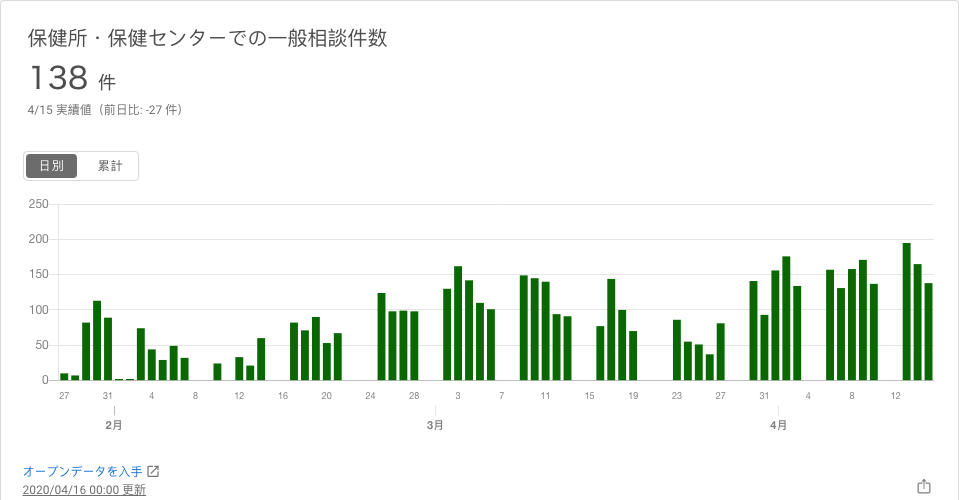 保健所・保健センターでの一般相談件数
138 件
4/15 実績値（前日比: -27 件）
日別 累計
250
200
150
100
50
0
27 31 4 8 12 16 20 24 28 3 7 11 15 19 23 27 31 4 8 12
2月 3月 4月
オープンデータを入手
2020/04/16 00:00 更新